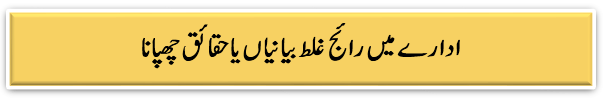 ادارے میں رائج غلط بیانیاں یا حقائق چھپانا